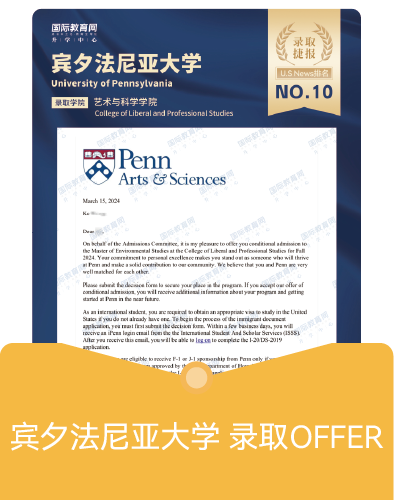 国际教育网
升学中心
录取
捷报
U.S News排名
NO.10
宾夕法尼亚大学
University of Pennsylvania
录取学院 艺术与科学学院
College of Liberal and Professional Studies
Penn
Arts & Sciences
March 15, 2024
Dear
On behalf of the Admissions Committee, it is my pleasure to offer you conditional admission to
the Master of Environmental Studies at the College of Liberal and Professional Studies for Fall
2024. Your commitment to personal excellence makes you stand out as someone who will thrive
at Penn and make a solid contribution to our community. We believe that you and Penn are very
well matched for each other.
Please submit the decision form to secure your place in the program. If you accept our offer of
conditional admission, you will receive additional information about your program and getting
started at Penn in the near future.
As an international student, you are required to obtain an appropriate visa to study in the United
States if you do not already have one. To begin the process of the immigrant document
application, you must first submit the decision form. Within a few business days, you will
receive an iPenn login email from the International Student And Scholar Services (ISSS).
After you receive this email, you will be able to log on to complete the I-20/DS-2019
application.
are eligible to receive F-1 or J-1 sponsorship from Penn only if
宾夕法尼亚大学 录取OFFER